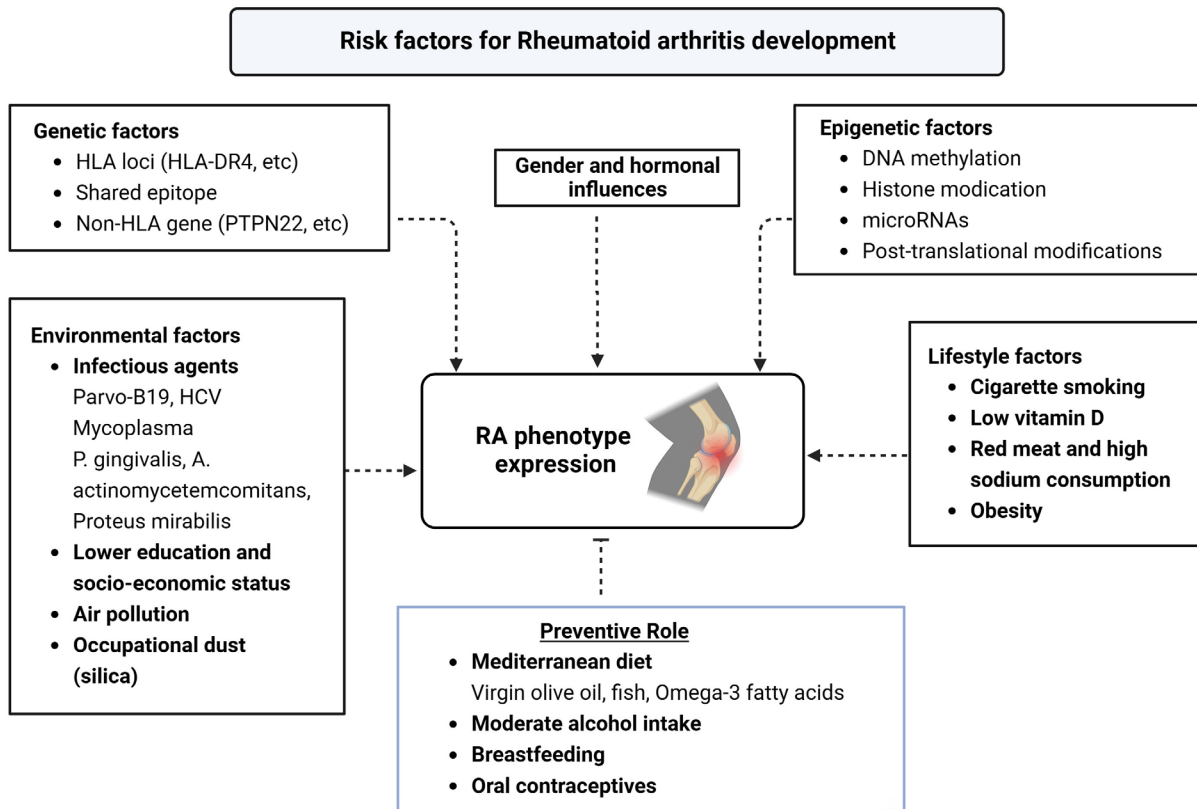 Risk factors for Rheumatoid arthritis development
Genetic factors
• HLA loci (HLA-DR4, etc)
• Shared epitope
• Non-HLA gene (PTPN22, etc)
Gender and hormonal
influences
Epigenetic factors
• DNA methylation
• Histone modication
• microRNAs
• Post-translational modifications
Environmental factors
• Infectious agents
Parvo-B19, HCV
Mycoplasma
P. gingivalis, A.
actinomycetemcomitans,
Proteus mirabilis
• Lower education and
socio-economic status
• Air pollution
• Occupational dust
(silica)
RA phenotype
expression
Lifestyle factors
• Cigarette smoking
• Low vitamin D
• Red meat and high
sodium consumption
• Obesity
Preventive Role
• Mediterranean diet
Virgin olive oil, fish, Omega-3 fatty acids
• Moderate alcohol intake
• Breastfeeding
• Oral contraceptives